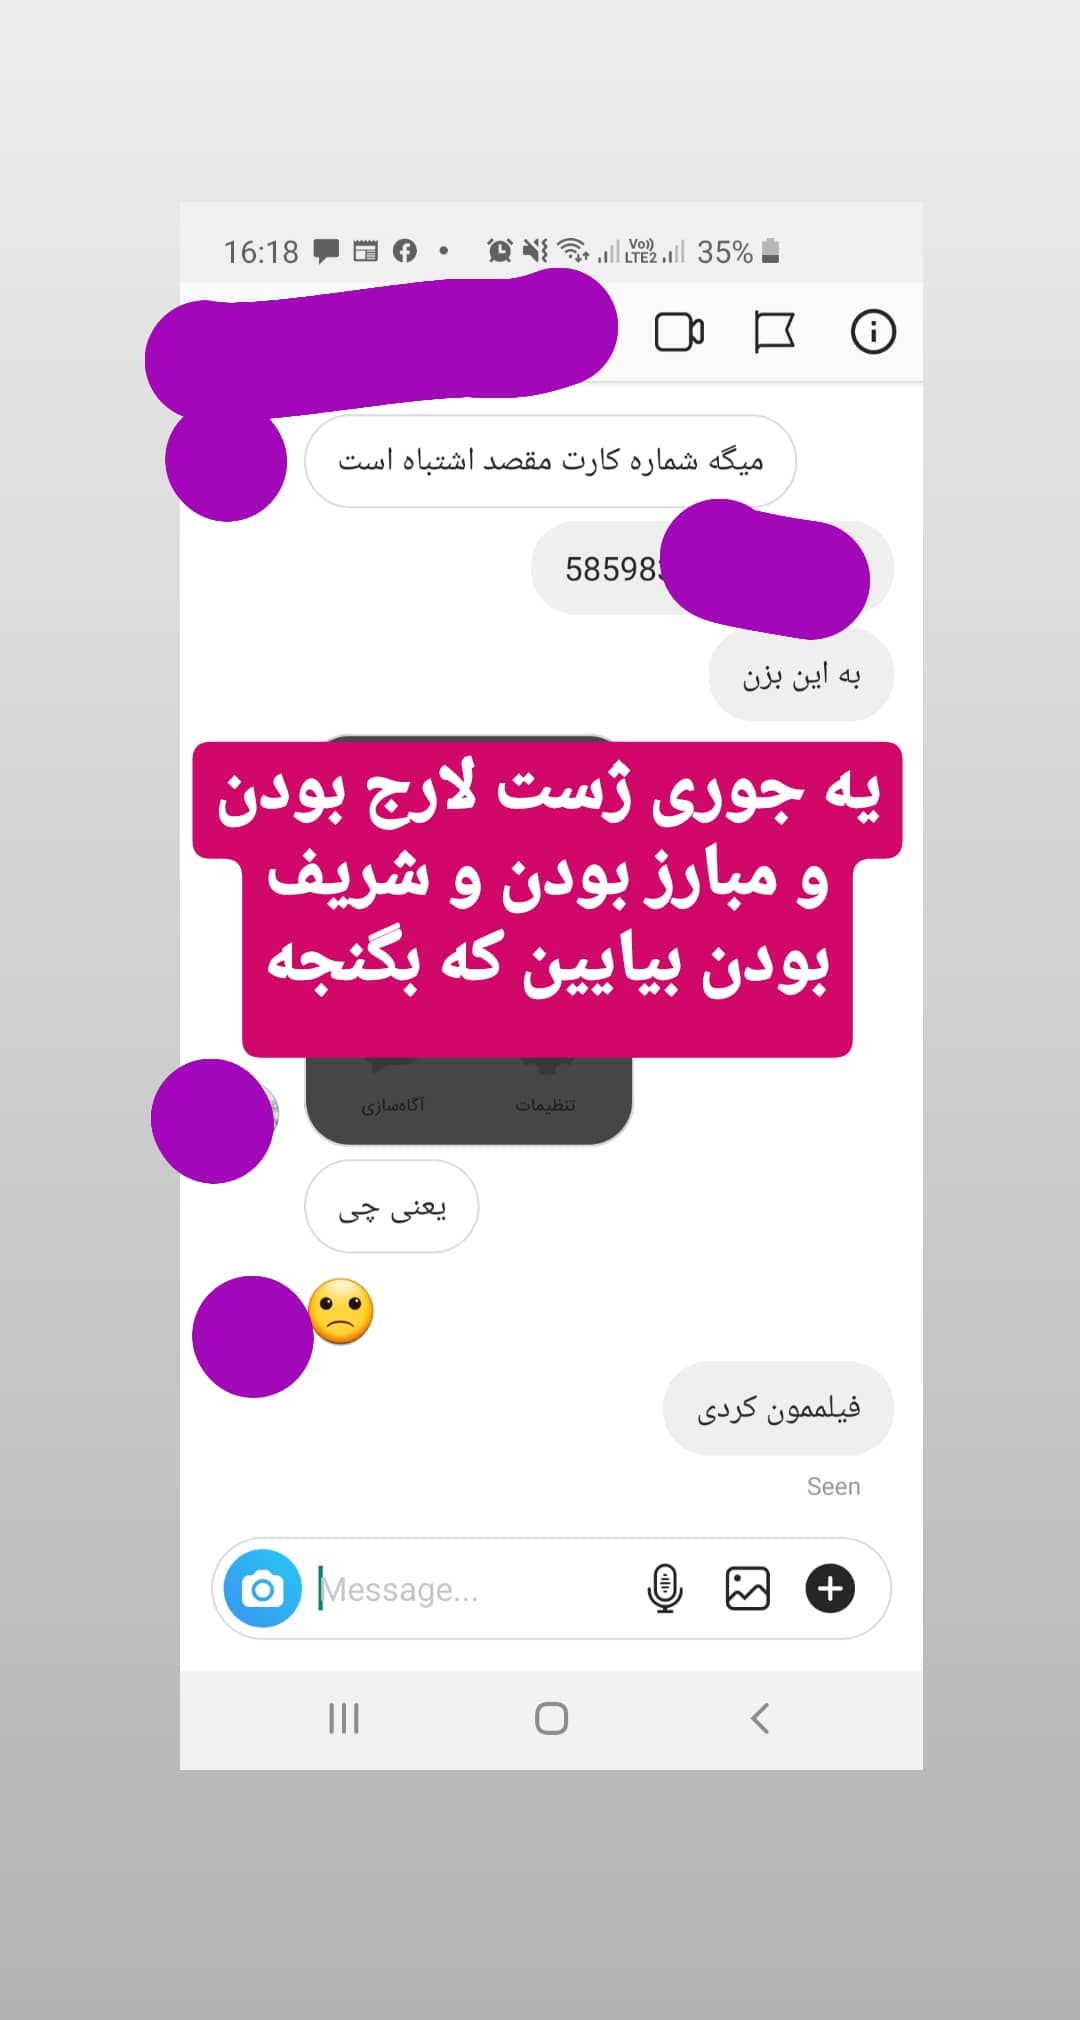 16:18
Vo))
LTE2
35%
میگه شماره کارت مقصد اشتباه است
58598
به این بزن
یه جوری ژست لارج بودن
و مبارز بودن و شریف
بودن بیایین که بگنجه
آگاه‌سازی
تنظیمات
یعنی چی
فیلممون کردی
Seen
Message...